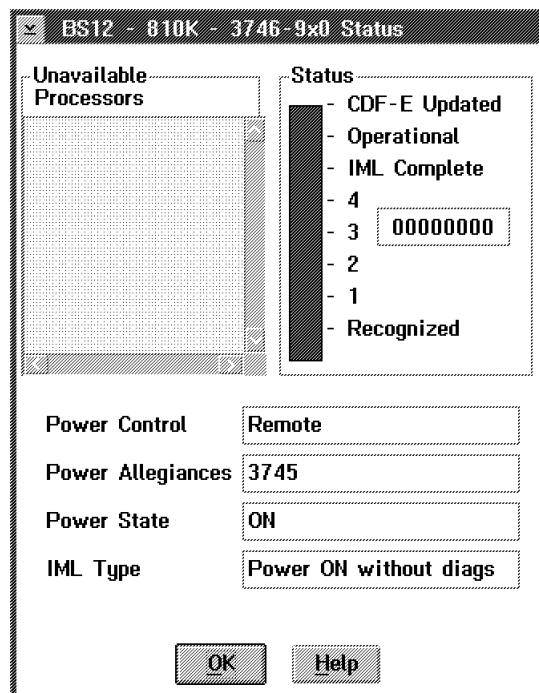 BS12 - 810K - 3746-9x0 Status
Unavailable
Processors
Status
- CDF-E Updated
- Operational
- IML Complete
- 4
- 3
00000000
- 2
- 1
- Recognized
Power Control Remote
Power Allegiances 3745
Power State ON
IML Type Power ON without diags
OK Help